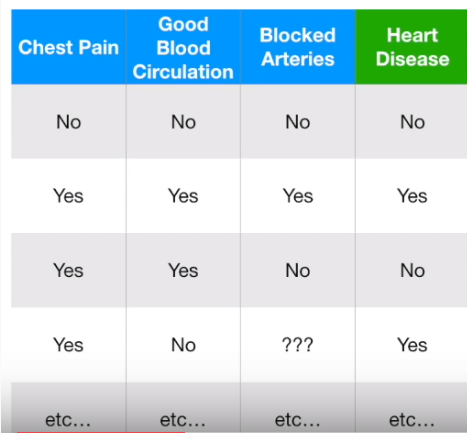 Chest Pain Good Blood Circulation Blocked Arteries Heart Disease
No No No No
Yes Yes Yes Yes
Yes Yes No No
Yes No ??? Yes
etc... etc... etc... etc...